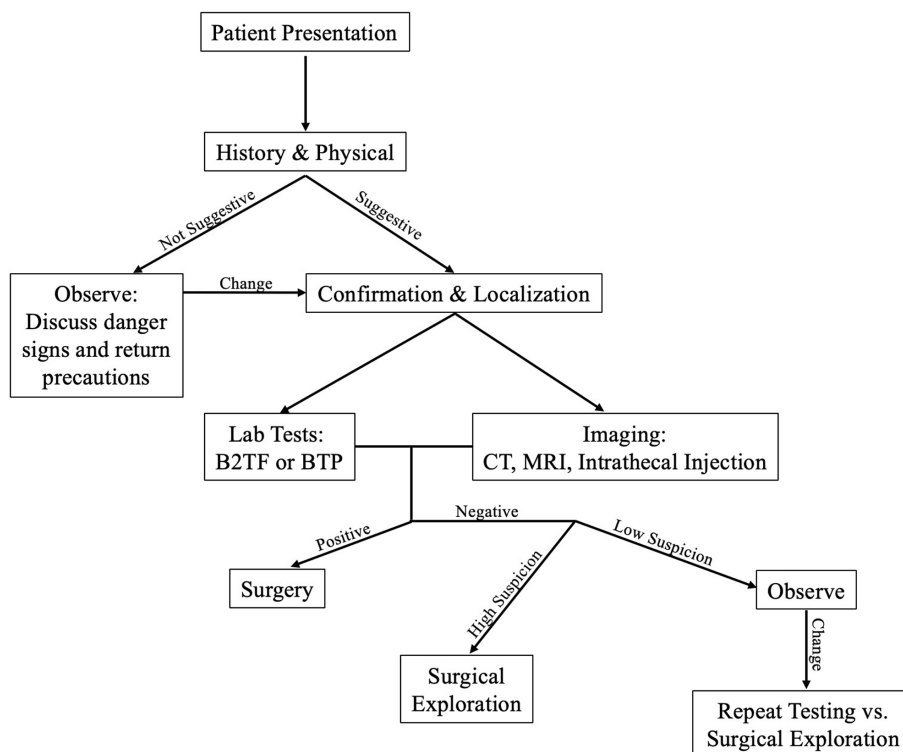 Patient Presentation
History & Physical
Not Suggestive
Suggestive
Observe:
Discuss danger
signs and return
precautions
Change
Confirmation & Localization
Lab Tests:
B2TF or BTP
Imaging:
CT, MRI, Intrathecal Injection
Positive
Negative
Low Suspicion
High Suspicion
Surgery
Observe
Change
Surgical
Exploration
Repeat Testing vs.
Surgical Exploration